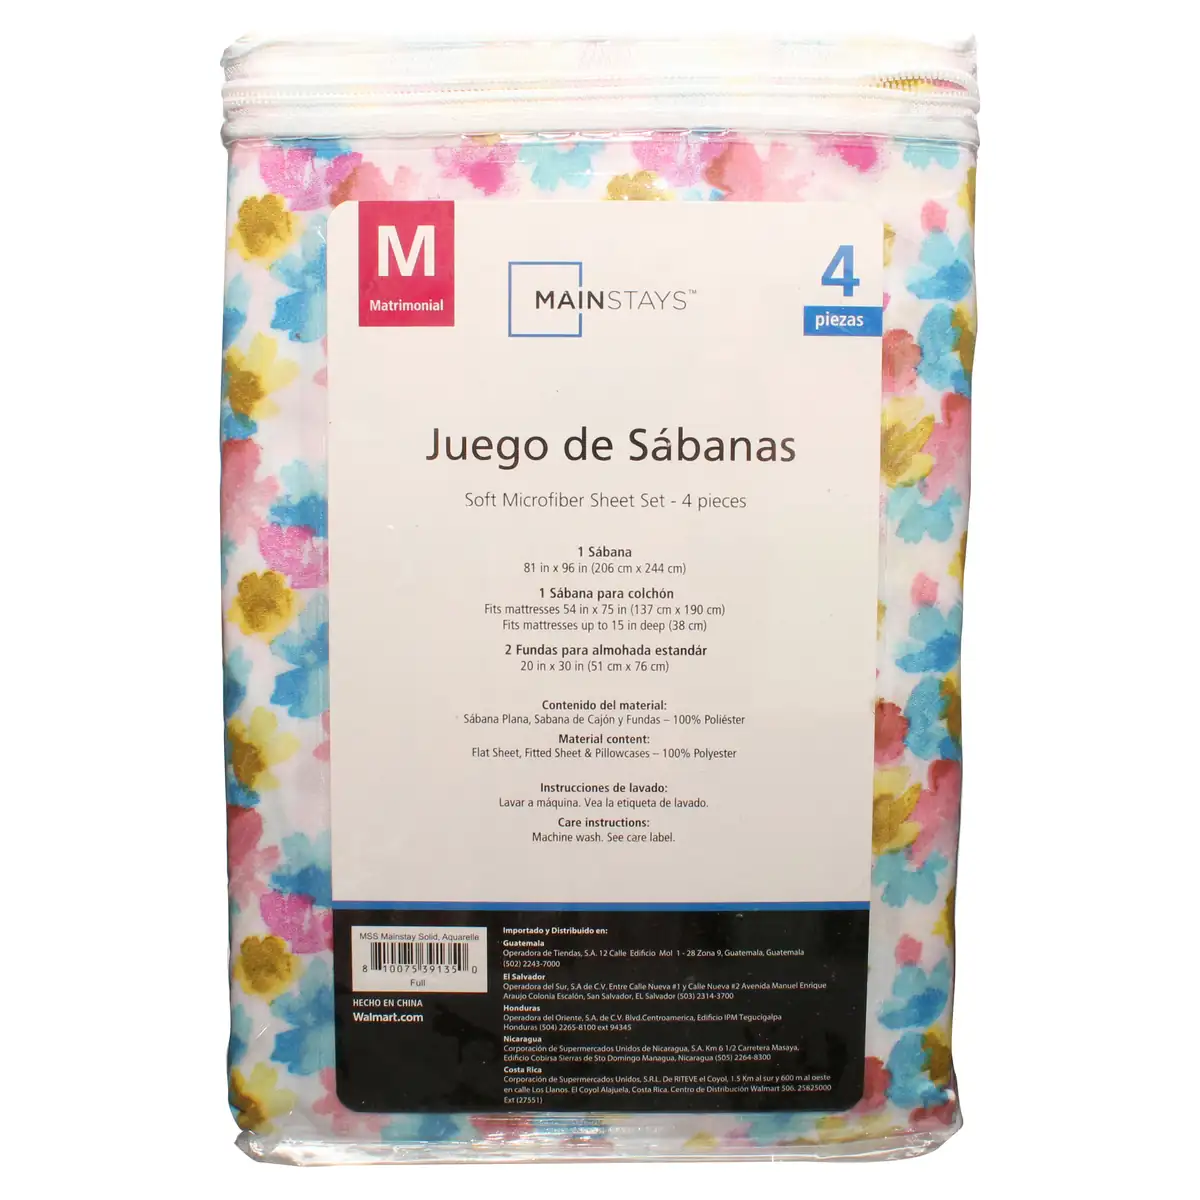 M
Matrimonial
MAINSTAYS™
4
piezas
Juego de Sábanas
Soft Microfiber Sheet Set - 4 pieces
1 Sábana
81 in x 96 in (206 cm x 244 cm)
1 Sábana para colchón
Fits mattresses 54 in x 75 in (137 cm x 190 cm)
Fits mattresses up to 15 in deep (38 cm)
2 Fundas para almohada estandár
20 in x 30 in (51 cm x 76 cm)
Contenido del material:
Sábana Plana, Sabana de Cajón y Fundas – 100% Poliéster
Material content:
Flat Sheet, Fitted Sheet & Pillowcases – 100% Polyester
Instrucciones de lavado:
Lavar a máquina. Vea la etiqueta de lavado.
Care instructions:
Machine wash. See care label.
MSS Mainstay Solid, Aquarelle
8 10075 39135 0
Full
HECHO EN CHINA
Walmart.com
Importado y Distribuido en:
Guatemala
Operadora de Tiendas, S.A. 12 Calle Edificio Mol 1 - 28 Zona 9, Guatemala, Guatemala
(502) 2243-7000
El Salvador
Operadora del Sur, S.A de C.V. Entre Calle Nueva #1 y Calle Nueva #2 Avenida Manuel Enrique
Araujo Colonia Escalón, San Salvador, EL Salvador (503) 2314-3700
Honduras
Operadora del Oriente, S.A. de C.V. Blvd.Centroamerica, Edificio IPM Tegucigalpa
Honduras (504) 2265-8100 ext 94345
Nicaragua
Corporación de Supermercados Unidos de Nicaragua, S.A. Km 6 1/2 Carretera Masaya,
Edificio Cobirsa Sierras de Sto Domingo Managua, Nicaragua (505) 2264-8300
Costa Rica
Corporación de Supermercados Unidos, S.R.L. De RITEVE el Coyol, 1.5 Km al sur y 600 m al oeste
en calle Los Llanos. El Coyol Alajuela, Costa Rica. Centro de Distribución Walmart 506. 25825000
Ext (27551)